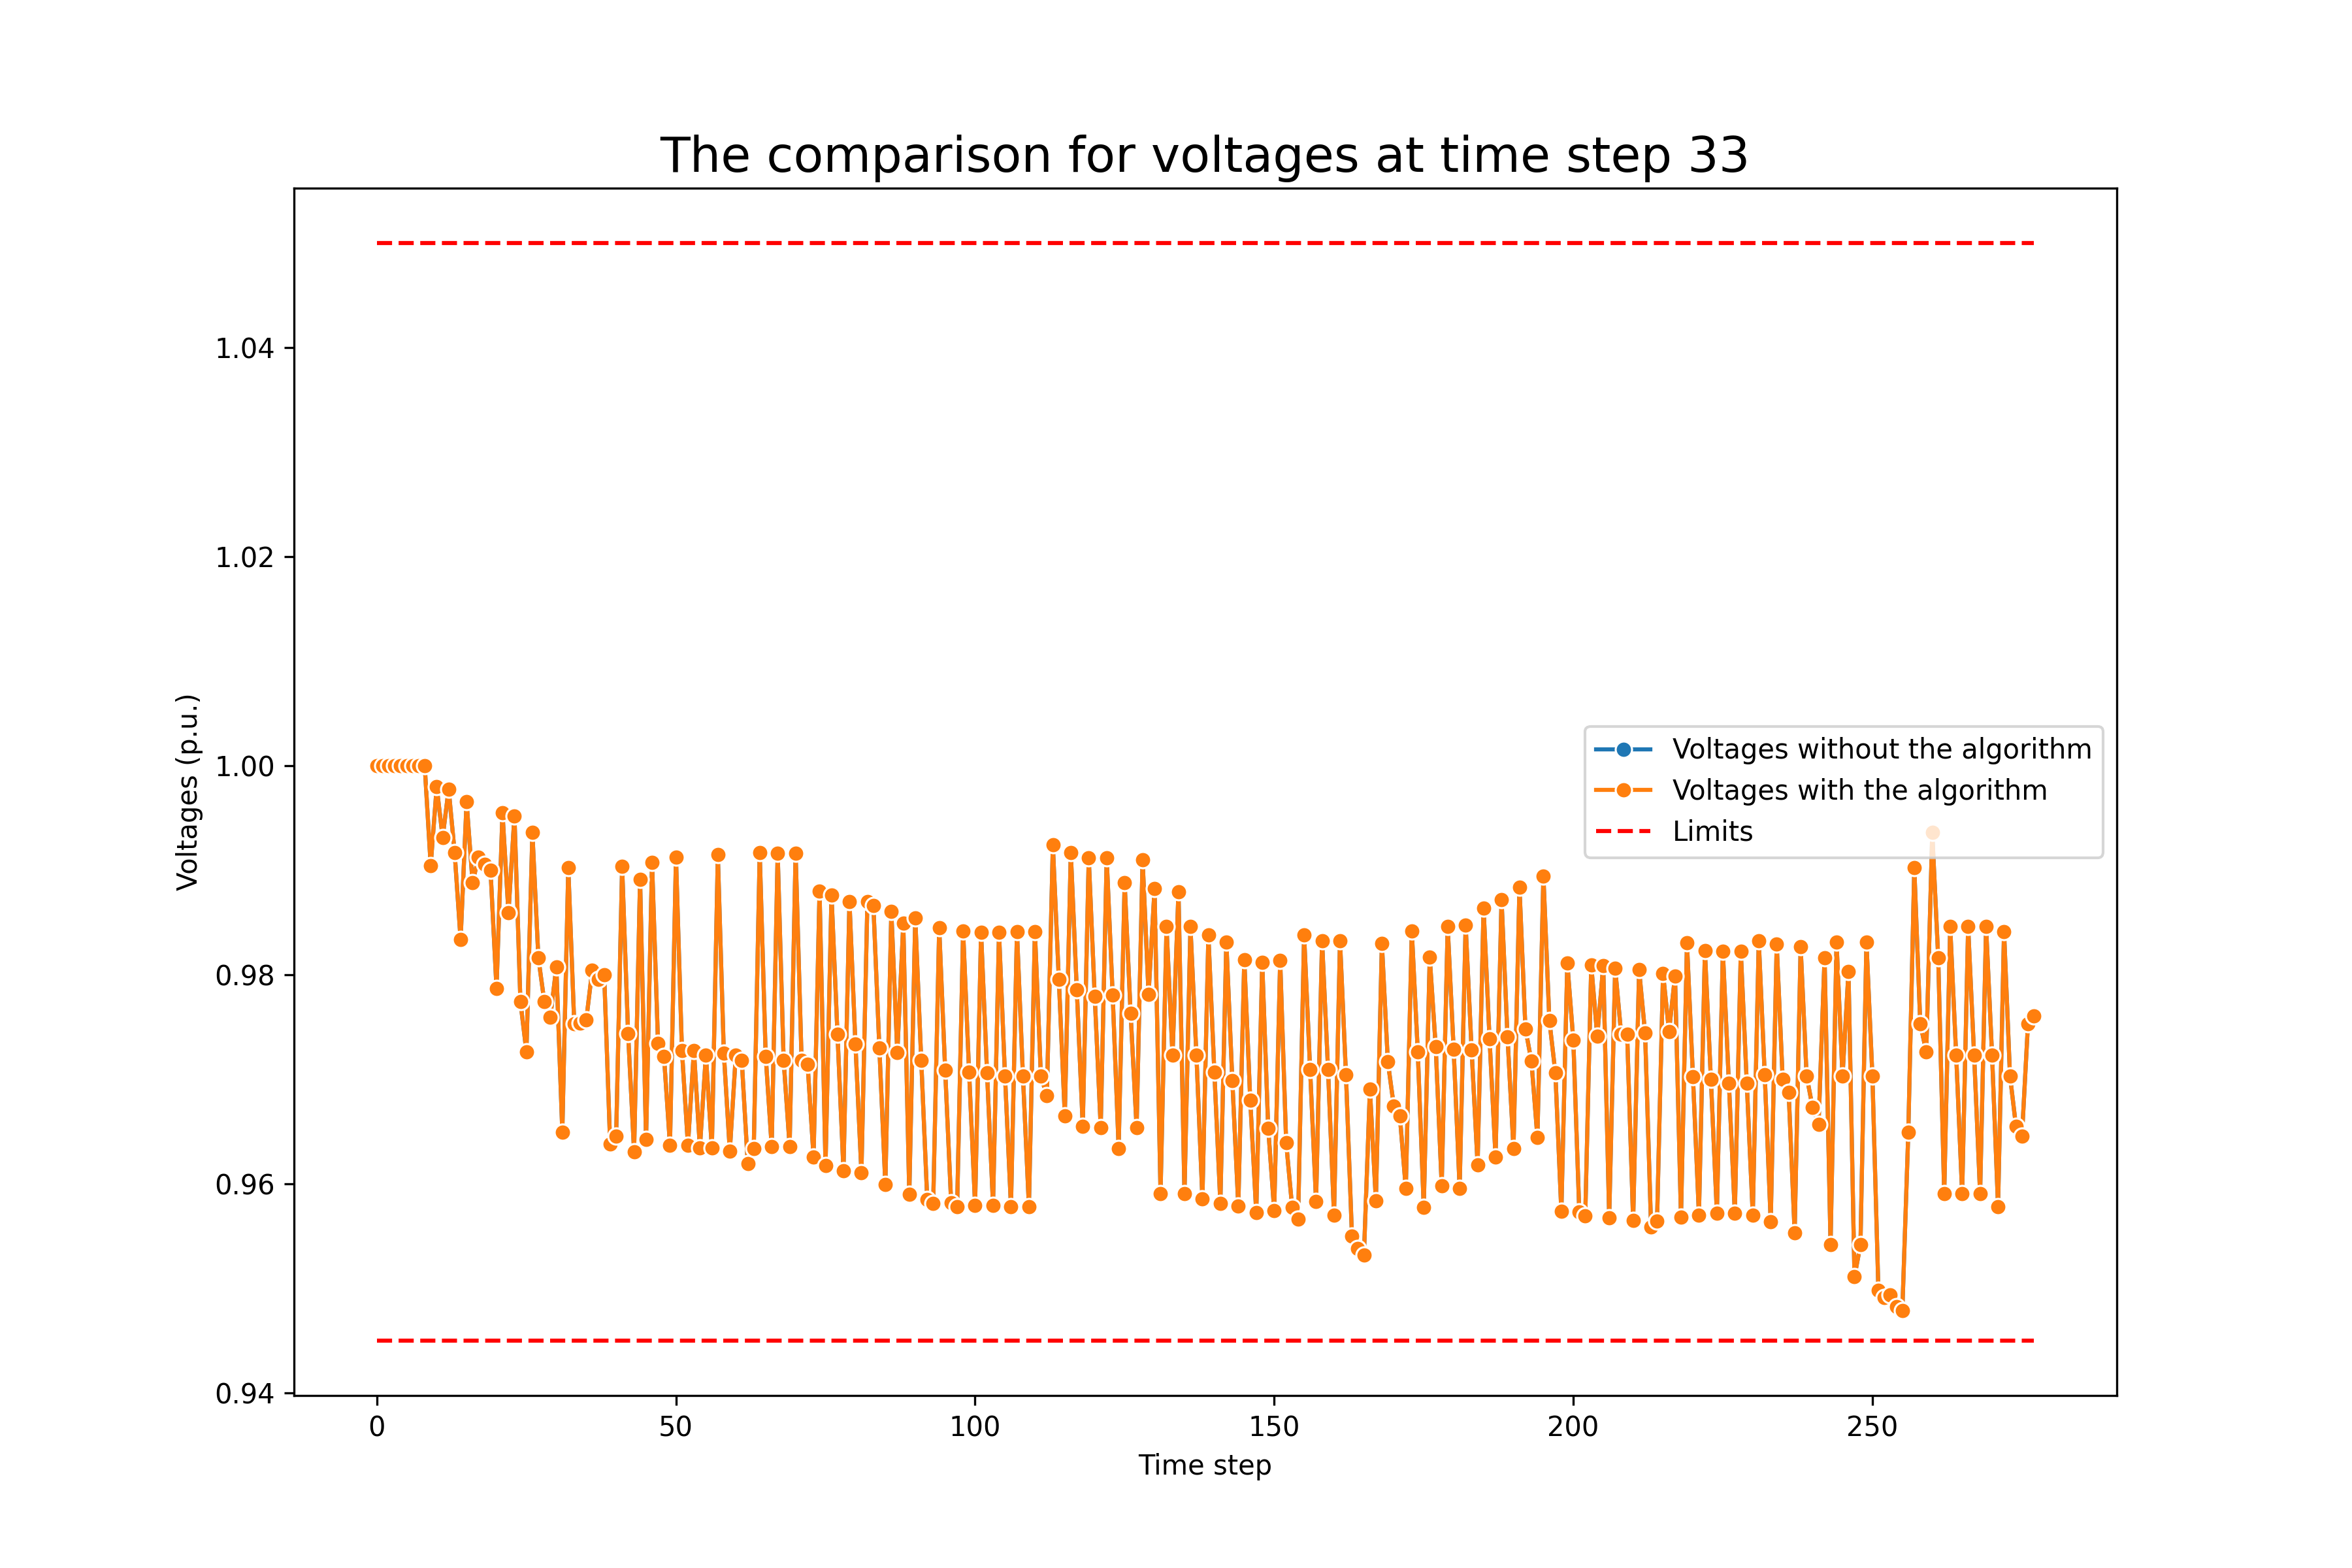 The comparison for voltages at time step 33
1.04
1.02
1.00
0.98
0.96
0.94
Voltages (p.u.)
Voltages without the algorithm
Voltages with the algorithm
Limits
0 50 100 150 200 250
Time step